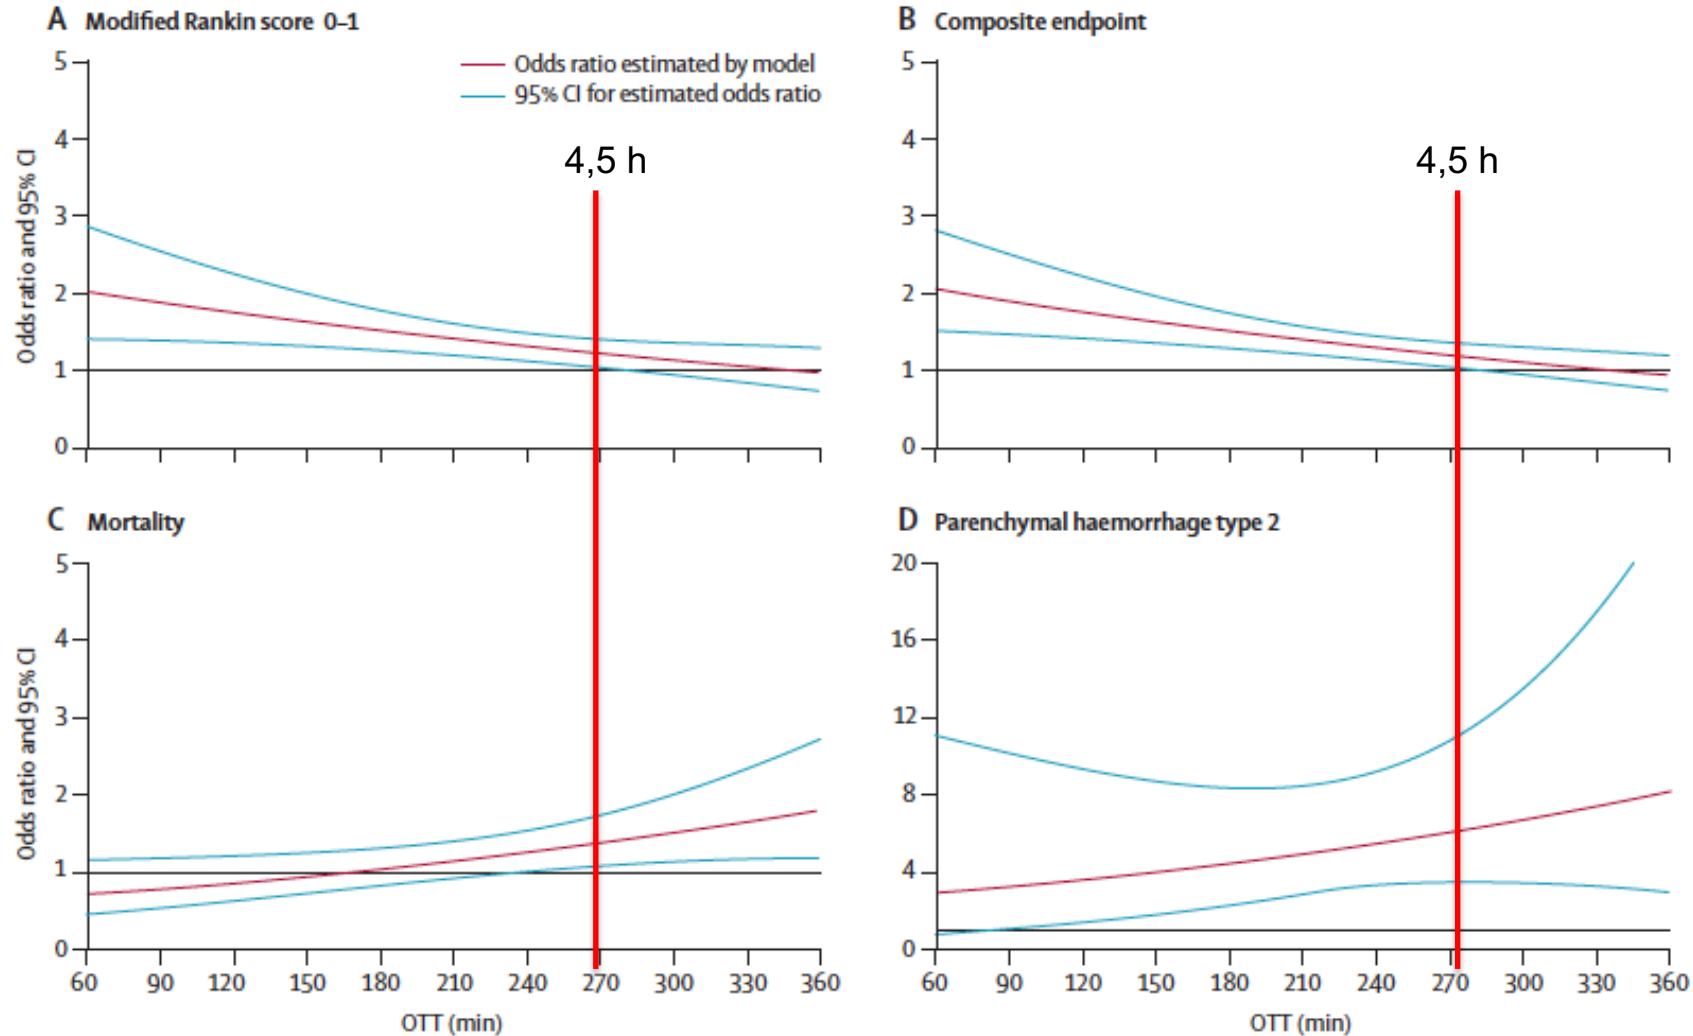 A Modified Rankin score 0–1
Odds ratio estimated by model
95% CI for estimated odds ratio
Odds ratio and 95% CI
5
4
3
2
1
0
4,5 h
B Composite endpoint
5
4
3
2
1
0
4,5 h
C Mortality
Odds ratio and 95% CI
5
4
3
2
1
0
60 90 120 150 180 210 240 270 300 330 360
OTT (min)
D Parenchymal haemorrhage type 2
20
16
12
8
4
0
60 90 120 150 180 210 240 270 300 330 360
OTT (min)